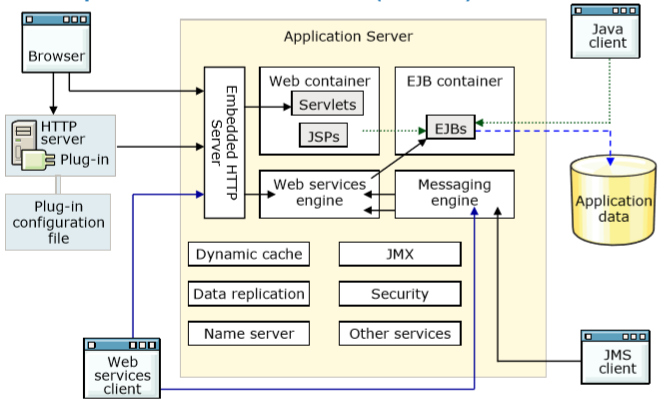 Application Server
Java
client
Browser
Web container
EJB container
Servlets
JSPs
EJBs
Embedded HTTP
Server
HTTP
server
Plug-in
Plug-in
configuration
file
Web services
engine
Messaging
engine
Application
data
Dynamic cache
JMX
Data replication
Security
Name server
Other services
Web
services
client
JMS
client